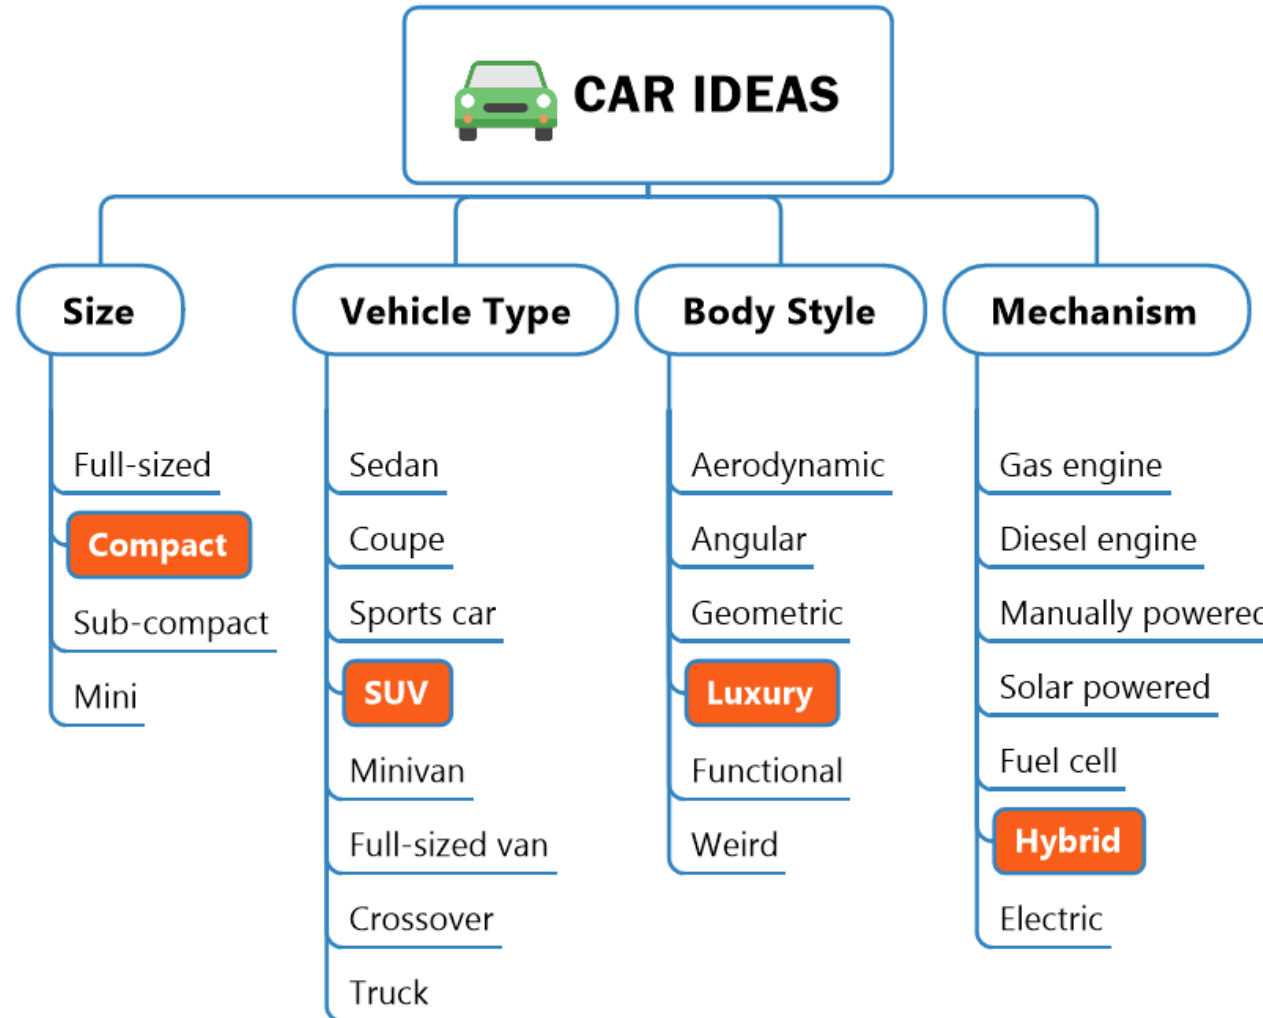 CAR IDEAS
Size
Full-sized
Compact
Sub-compact
Mini
Vehicle Type
Sedan
Coupe
Sports car
SUV
Minivan
Full-sized van
Crossover
Truck
Body Style
Aerodynamic
Angular
Geometric
Luxury
Functional
Weird
Mechanism
Gas engine
Diesel engine
Manually powered
Solar powered
Fuel cell
Hybrid
Electric